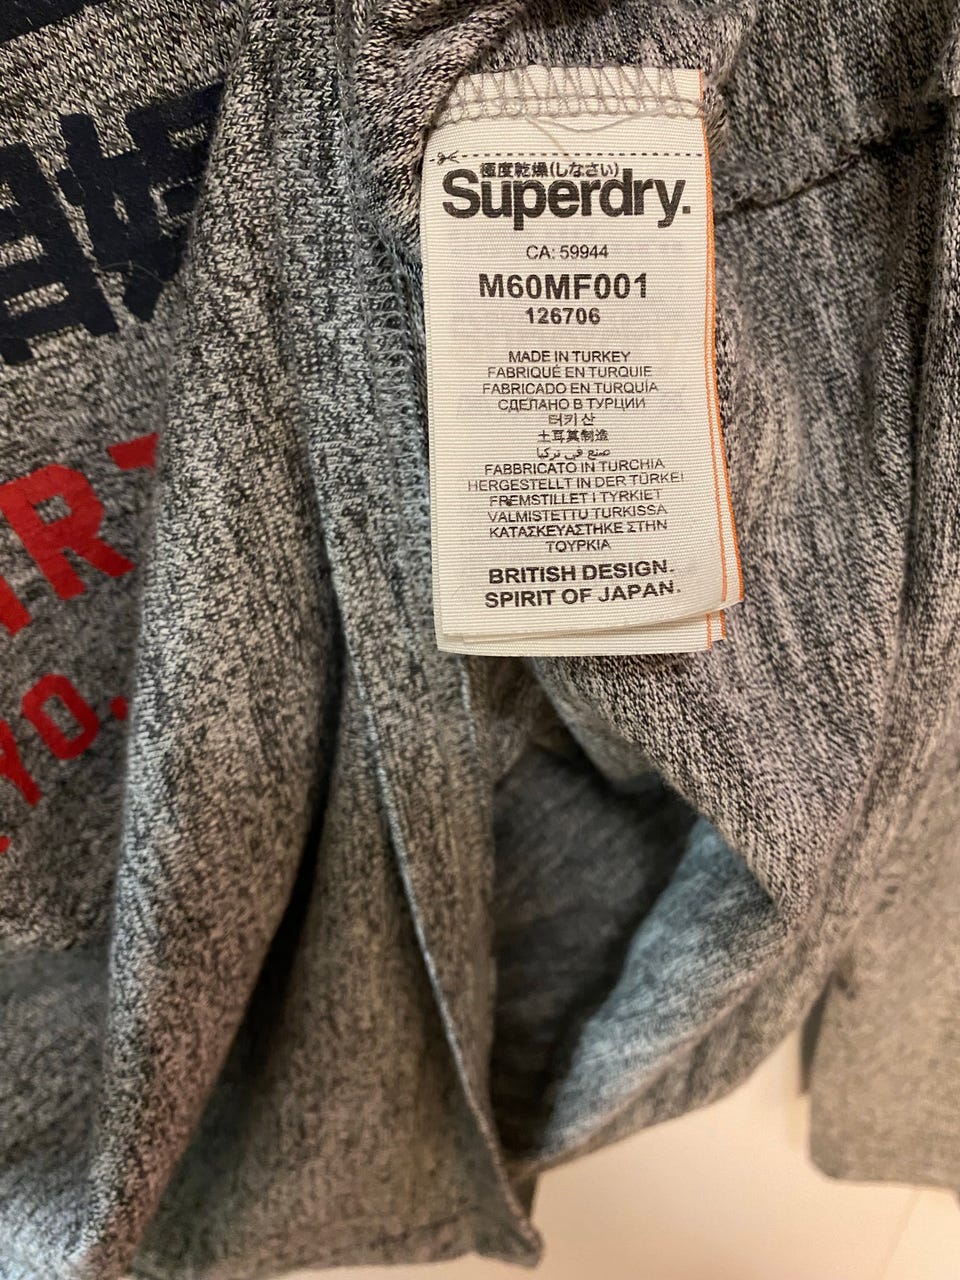 極度乾燥(しなさい)
Superdry.
CA: 59944
M60MF001
126706
MADE IN TURKEY
FABRIQUÉ EN TURQUIE
FABRICADO EN TURQUÍA
СДЕЛАНО В ТУРЦИИ
터키 산
土耳其制造
صنع في تركيا
FABBRICATO IN TURCHIA
HERGESTELLT IN DER TÜRKEI
FREMSTILLET I TYRKIET
VALMISTETTU TURKISSA
ΚΑΤΑΣΚΕΥΑΣΤΗΚΕ ΣΤΗΝ
ΤΟΥΡΚΙΑ
BRITISH DESIGN.
SPIRIT OF JAPAN.